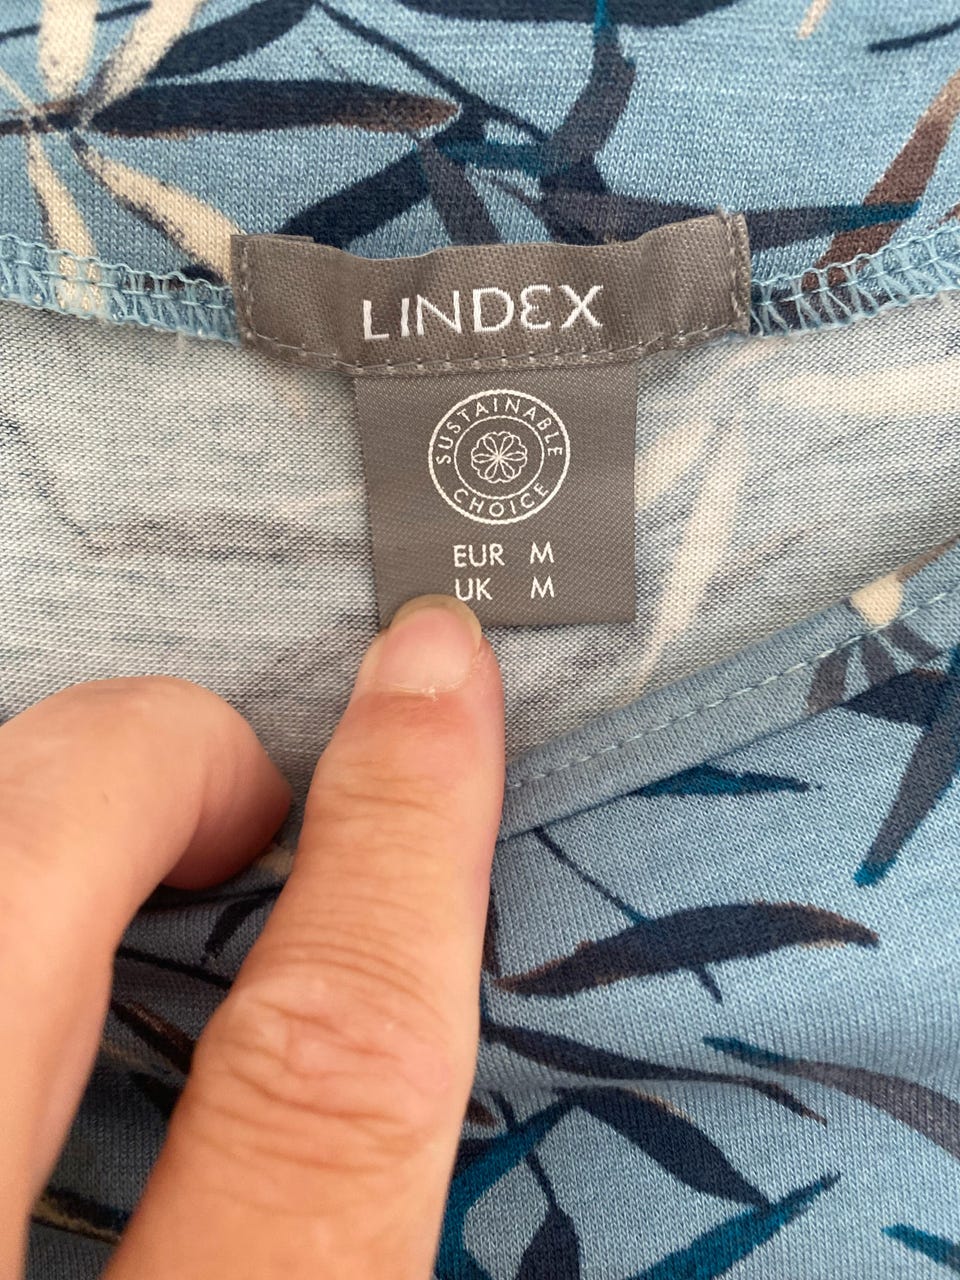 LINDEX
SUSTAINABLE
CHOICE
EUR M
UK M